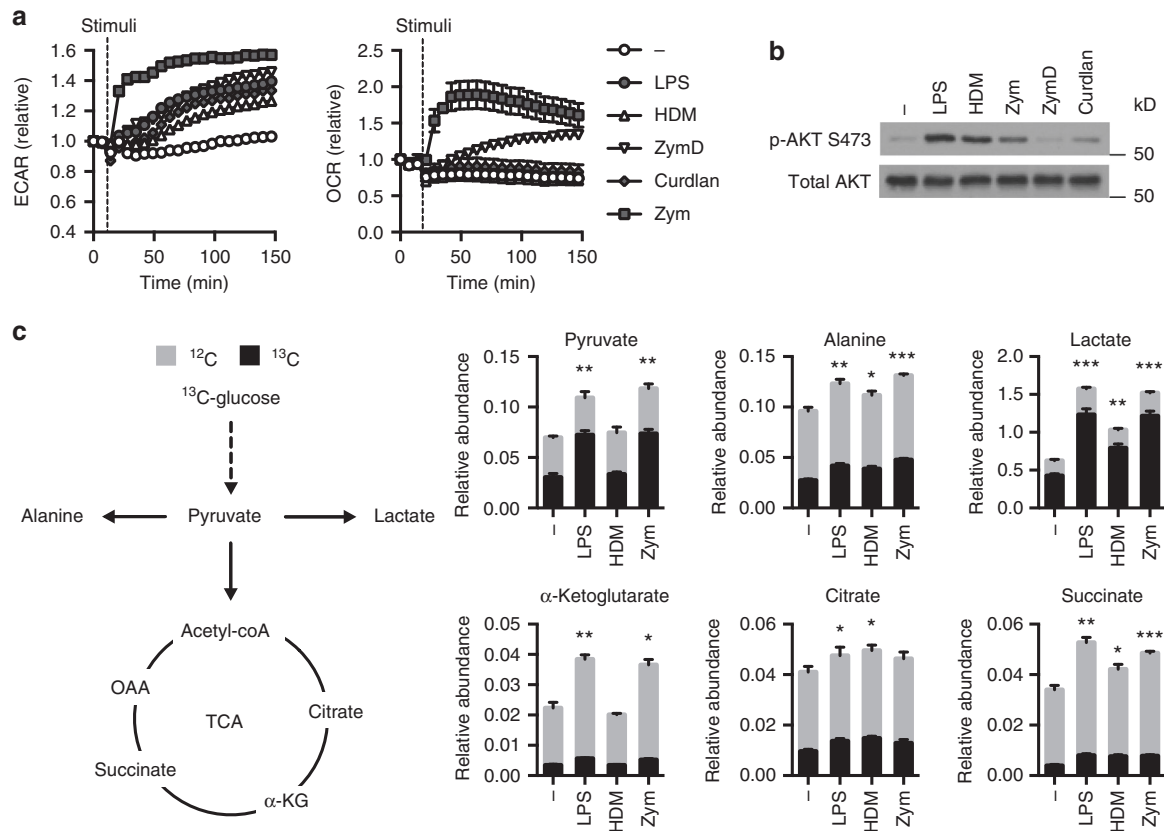 a
Stimuli
Stimuli
1.6
1.4
1.2
1.0
0.8
0.6
0.4
ECAR (relative)
0
50
100
150
Time (min)
2.5
2.0
1.5
1.0
0.5
0.0
OCR (relative)
0
50
100
150
Time (min)
–
LPS
HDM
ZymD
Curdlan
Zym
b
–
LPS
HDM
Zym
ZymD
Curdlan
kD
p-AKT S473
50
Total AKT
50
c
12C
13C
13C-glucose
Alanine
Pyruvate
Lactate
Acetyl-coA
OAA
TCA
Citrate
Succinate
α-KG
Pyruvate
Relative abundance
0.15
0.10
0.05
0.00
**
**
–
LPS
HDM
Zym
Alanine
Relative abundance
0.15
0.10
0.05
0.00
**
*
***
–
LPS
HDM
Zym
Lactate
Relative abundance
2.0
1.5
1.0
0.5
0.0
***
**
***
–
LPS
HDM
Zym
α-Ketoglutarate
Relative abundance
0.05
0.04
0.03
0.02
0.01
0.00
**
*
–
LPS
HDM
Zym
Citrate
Relative abundance
0.06
0.04
0.02
0.00
*
*
–
LPS
HDM
Zym
Succinate
Relative abundance
0.06
0.04
0.02
0.00
**
*
***
–
LPS
HDM
Zym